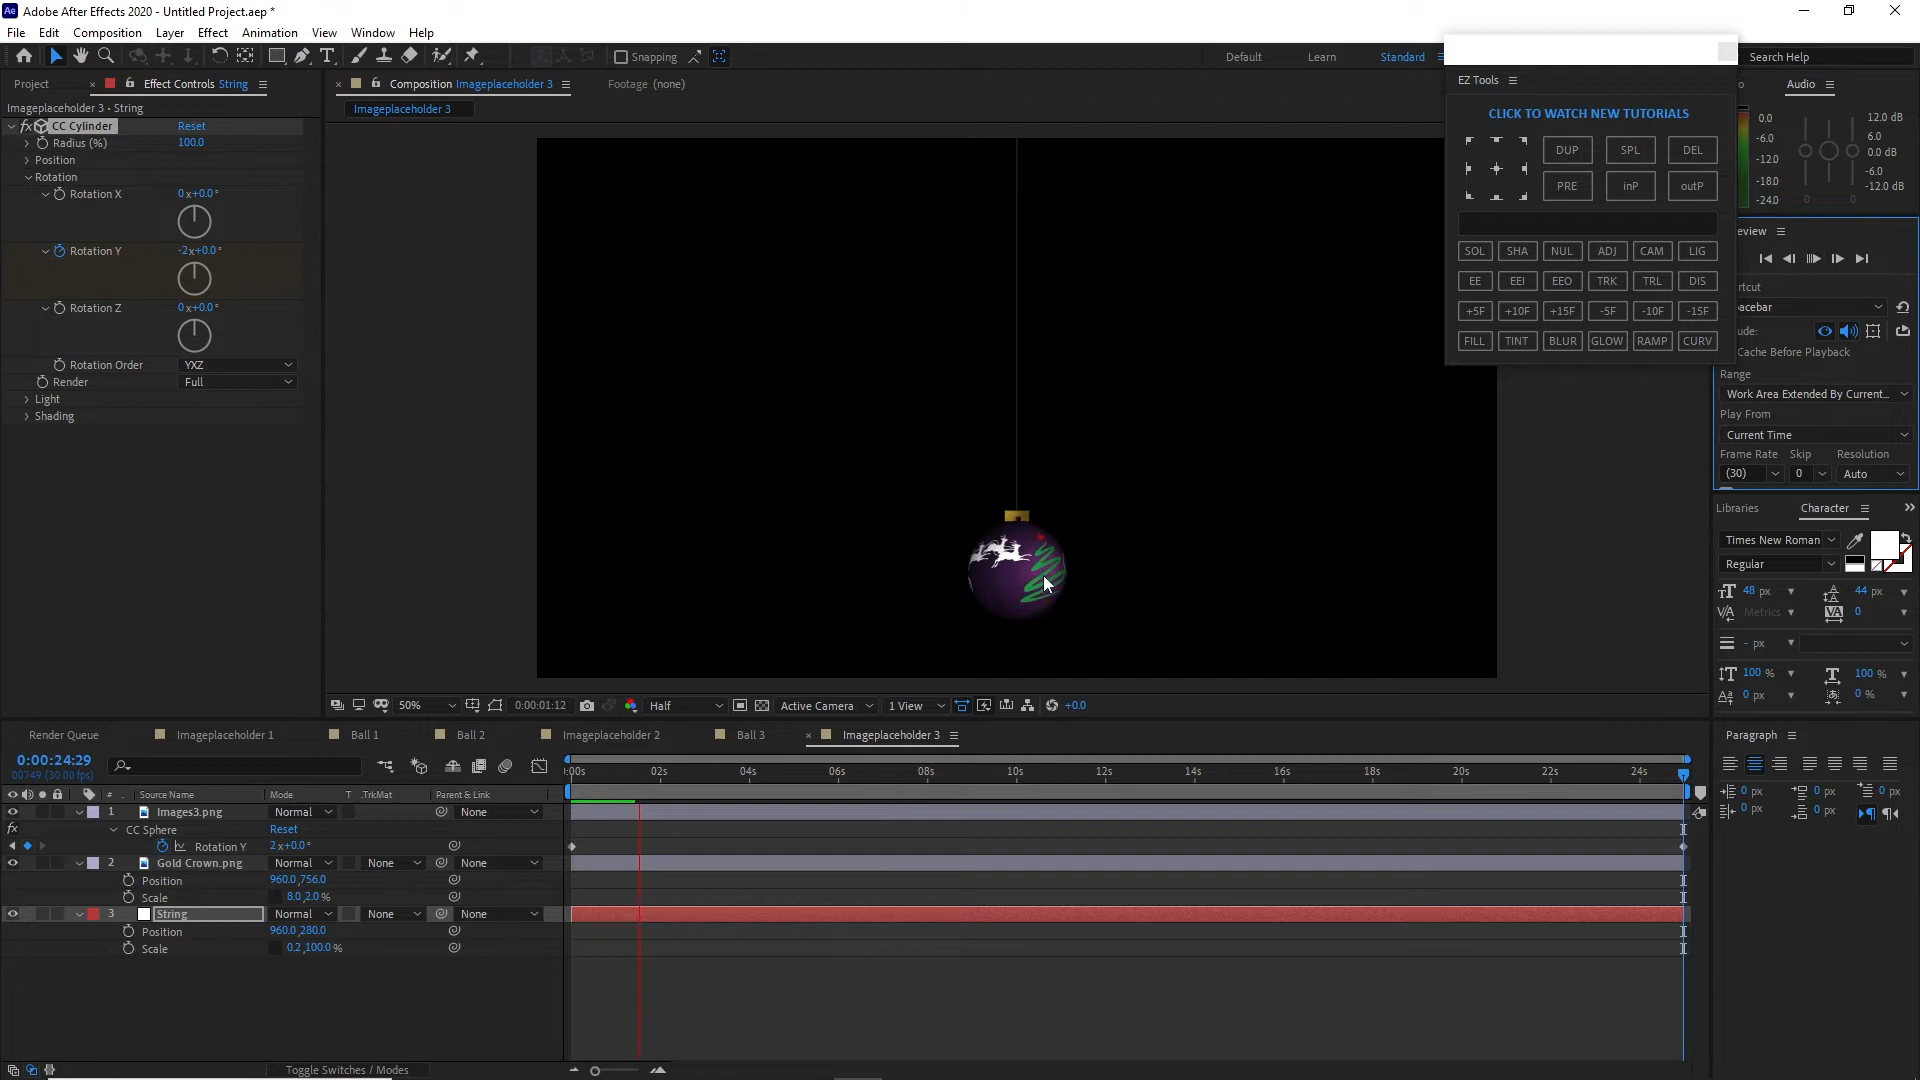 Ae Adobe After Effects 2020 - Untitled Project.aep *
File Edit Composition Layer Effect Animation View Window Help
Snapping
Default Learn Standard
Search Help
Project
Effect Controls String
Composition Imageplaceholder 3
Footage (none)
Imageplaceholder 3 • String
Imageplaceholder 3
fx CC Cylinder Reset
Radius (%) 100.0
Position
Rotation
Rotation X 0x+0.0°
Rotation Y -2x+0.0°
Rotation Z 0x+0.0°
Rotation Order YXZ
Render Full
Light
Shading
EZ Tools
CLICK TO WATCH NEW TUTORIALS
DUP SPL DEL
PRE inP outP
SOL SHA NUL ADJ CAM LIG
EE EEI EEO TRK TRL DIS
+5F +10F +15F -5F -10F -15F
FILL TINT BLUR GLOW RAMP CURV
Audio
0.0 12.0 dB
-6.0 6.0
-12.0 0.0 dB
-18.0 -6.0
-24.0 -12.0 dB
0 0
eview
rtcut
acebar
ude:
Cache Before Playback
Range
Work Area Extended By Current...
Play From
Current Time
Frame Rate Skip Resolution
(30) 0 Auto
Libraries Character
Times New Roman
Regular
48 px 44 px
Metrics 0
- px
100 % 100 %
0 px 0 %
50% 0:00:01:12 Half Active Camera 1 View +0.0
Render Queue Imageplaceholder 1 Ball 1 Ball 2 Imageplaceholder 2 Ball 3 Imageplaceholder 3
0:00:24:29
00749 (30.00 fps)
:00s 02s 04s 06s 08s 10s 12s 14s 16s 18s 20s 22s 24s
# Source Name Mode T .TrkMat Parent & Link
1 Images3.png Normal None
fx CC Sphere Reset
Rotation Y 2x+0.0°
2 Gold Crown.png Normal None None
Position 960.0,756.0
Scale 8.0,2.0%
3 String Normal None None
Position 960.0,280.0
Scale 0.2,100.0%
Toggle Switches / Modes
Paragraph
0 px 0 px 0 px
0 px 0 px